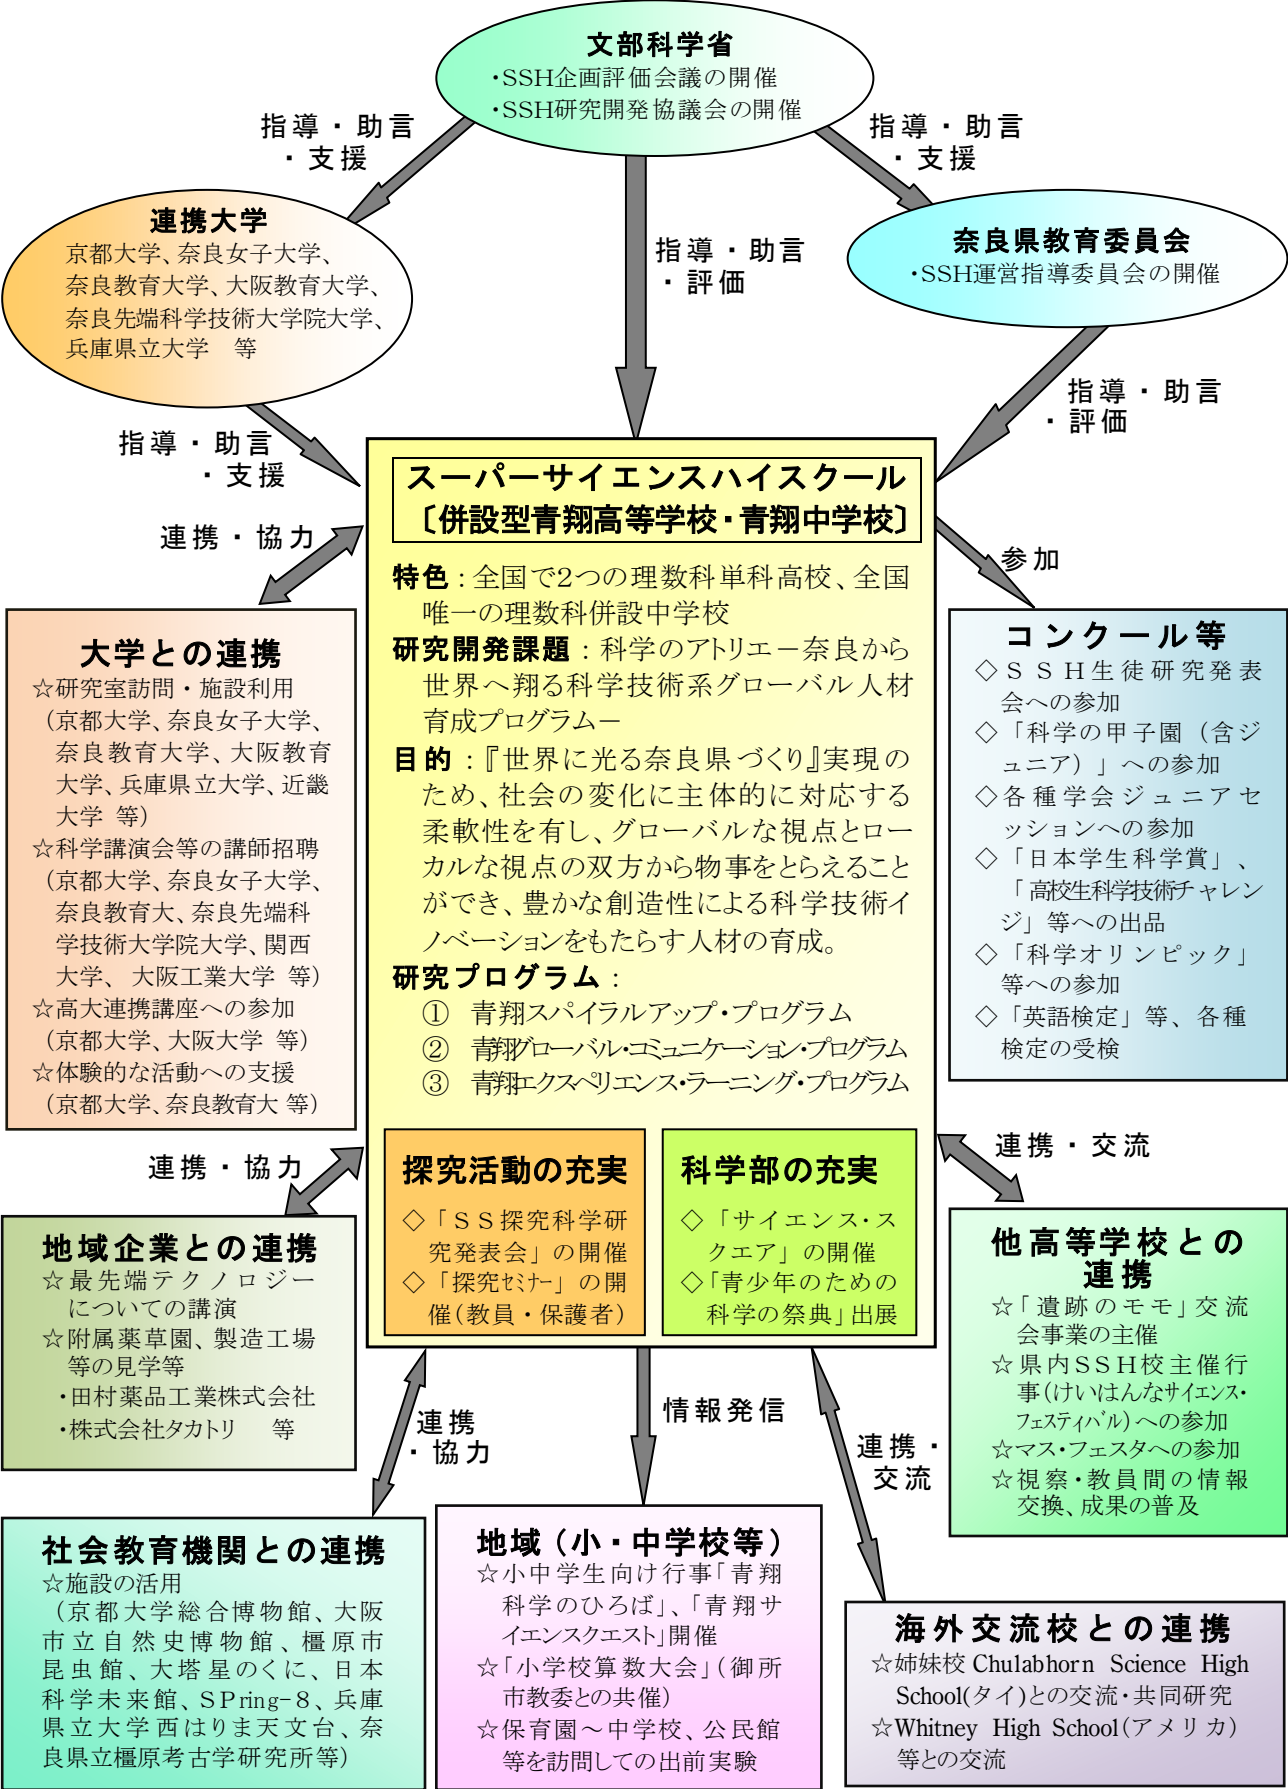 文部科学省
・SSH企画評価会議の開催
・SSH研究開発協議会の開催
指導・助言
・支援
指導・助言
・支援
連携大学
京都大学、奈良女子大学、
奈良教育大学、大阪教育大学、
奈良先端科学技術大学院大学、
兵庫県立大学　等
指導・助言
・評価
奈良県教育委員会
・SSH運営指導委員会の開催
指導・助言
・支援
指導・助言
・評価
連携・協力
スーパーサイエンスハイスクール
〔併設型青翔高等学校・青翔中学校〕
特色：全国で2つの理数科単科高校、全国
唯一の理数科併設中学校
研究開発課題：科学のアトリエ－奈良から
世界へ翔る科学技術系グローバル人材
育成プログラム－
目的：『世界に光る奈良県づくり』実現の
ため、社会の変化に主体的に対応する
柔軟性を有し、グローバルな視点とロー
カルな視点の双方から物事をとらえること
ができ、豊かな創造性による科学技術イ
ノベーションをもたらす人材の育成。
研究プログラム：
①　青翔スパイラルアップ・プログラム
②　青翔グローバル・コミュニケーション・プログラム
③　青翔エクスペリエンス・ラーニング・プログラム
探究活動の充実
◇「ＳＳ探究科学研
究発表会」の開催
◇「探究セミナー」の開
催（教員・保護者）
科学部の充実
◇「サイエンス・ス
クエア」の開催
◇「青少年のための
科学の祭典」出展
参加
大学との連携
☆研究室訪問・施設利用
（京都大学、奈良女子大学、
奈良教育大学、大阪教育
大学、兵庫県立大学、近畿
大学 等）
☆科学講演会等の講師招聘
（京都大学、奈良女子大学、
奈良教育大、奈良先端科
学技術大学院大学、関西
大学、 大阪工業大学 等）
☆高大連携講座への参加
（京都大学、大阪大学 等）
☆体験的な活動への支援
（京都大学、奈良教育大 等）
コンクール等
◇ＳＳＨ生徒研究発表
会への参加
◇「科学の甲子園（含ジ
ュニア）」への参加
◇各種学会ジュニアセ
ッションへの参加
◇「日本学生科学賞」、
「高校生科学技術チャレン
ジ」等への出品
◇「科学オリンピック」
等への参加
◇「英語検定」等、各種
検定の受検
連携・協力
連携・交流
地域企業との連携
☆最先端テクノロジー
についての講演
☆附属薬草園、製造工場
等の見学等
・田村薬品工業株式会社
・株式会社タカトリ　等
他高等学校との
連携
☆「遺跡のモモ」交流
会事業の主催
☆県内ＳＳＨ校主催行
事（けいはんなサイエンス・
フェスティバル）への参加
☆マス・フェスタへの参加
☆視察・教員間の情報
交換、成果の普及
連携
・協力
情報発信
連携・
交流
社会教育機関との連携
☆施設の活用
（京都大学総合博物館、大阪
市立自然史博物館、橿原市
昆虫館、大塔星のくに、日本
科学未来館、SPring-8、兵庫
県立大学西はりま天文台、奈
良県立橿原考古学研究所等）
地域（小・中学校等）
☆小中学生向け行事「青翔
科学のひろば」、「青翔サ
イエンスクエスト」開催
☆「小学校算数大会」（御所
市教委との共催）
☆保育園～中学校、公民館
等を訪問しての出前実験
海外交流校との連携
☆姉妹校 Chulabhorn Science High
School(タイ)との交流・共同研究
☆Whitney High School（アメリカ）
等との交流